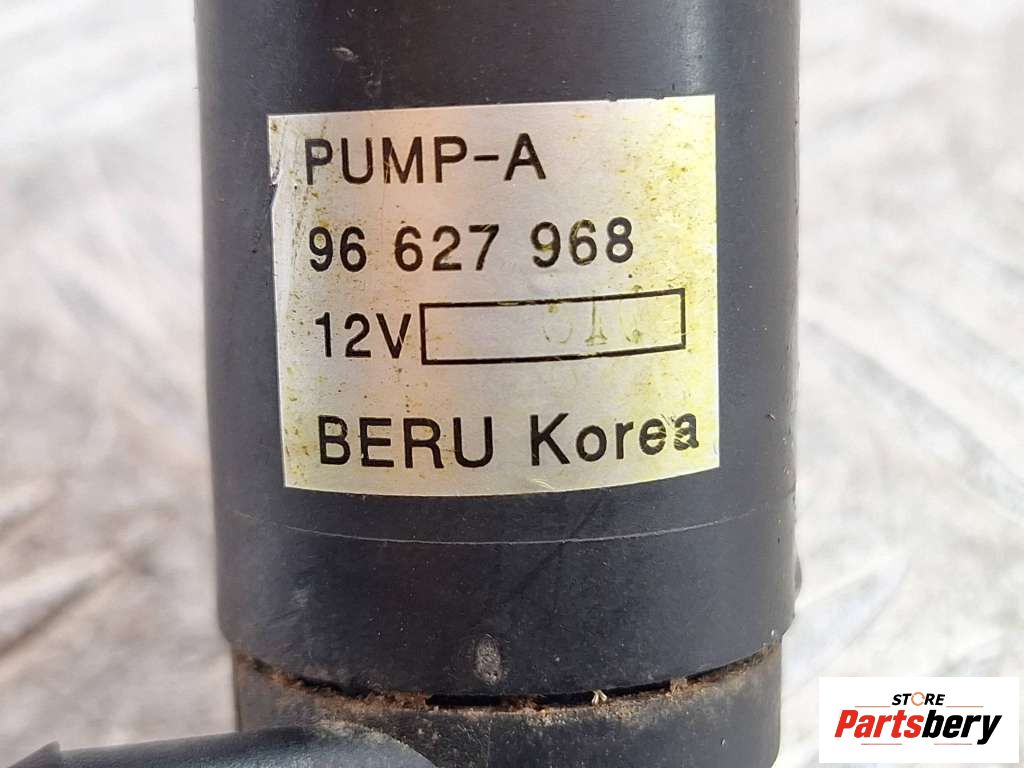 PUMP-A
96 627 968
12V
BERU Korea
STORE
Partsbery